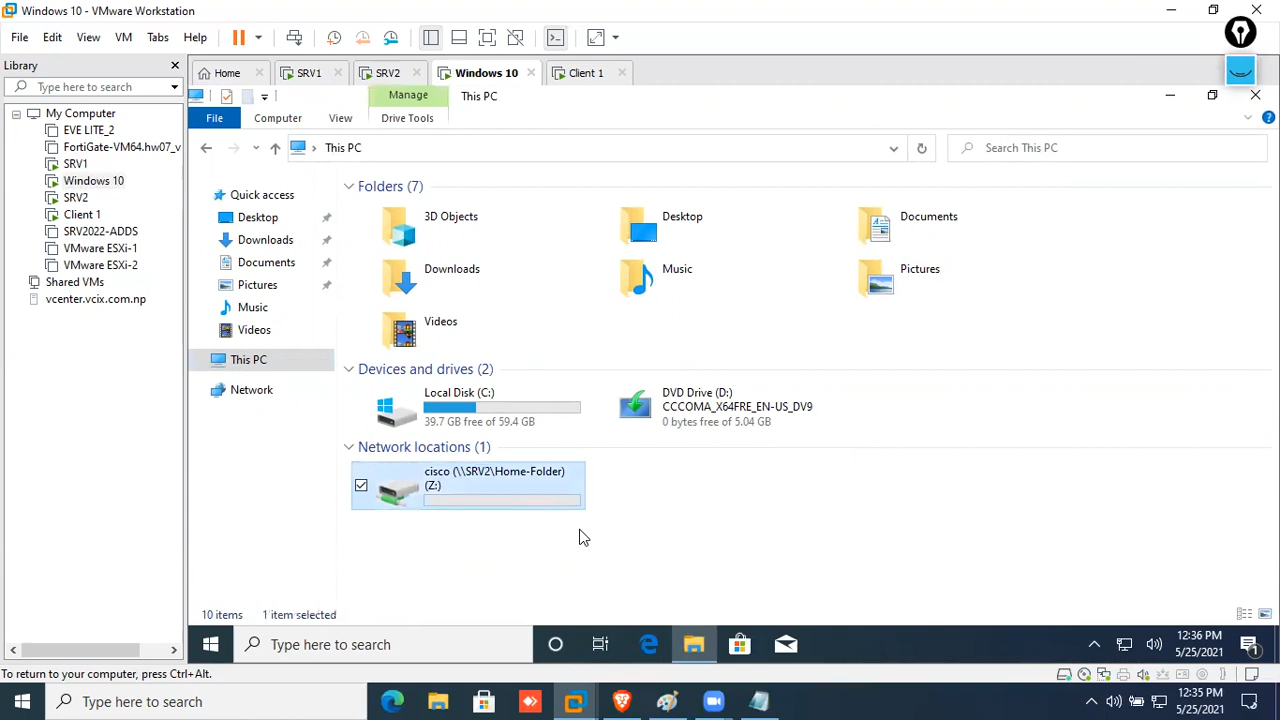 Windows 10 - VMware Workstation
File Edit View VM Tabs Help
Library
Type here to search
My Computer
EVE LITE_2
FortiGate-VM64.hw07_v
SRV1
Windows 10
SRV2
Client 1
SRV2022-ADDS
VMware ESXi-1
VMware ESXi-2
Shared VMs
vcenter.vcix.com.np
Home SRV1 SRV2 Windows 10 Client 1
Manage This PC
File Computer View Drive Tools
This PC
Search This PC
Quick access
Desktop
Downloads
Documents
Pictures
Music
Videos
This PC
Network
Folders (7)
3D Objects
Desktop
Documents
Downloads
Music
Pictures
Videos
Devices and drives (2)
Local Disk (C:)
39.7 GB free of 59.4 GB
DVD Drive (D:)
CCCOMA_X64FRE_EN-US_DV9
0 bytes free of 5.04 GB
Network locations (1)
cisco (\\SRV2\Home-Folder)
(Z:)
10 items 1 item selected
Type here to search
12:36 PM
5/25/2021
1
To return to your computer, press Ctrl+Alt.
Type here to search
12:35 PM
5/25/2021